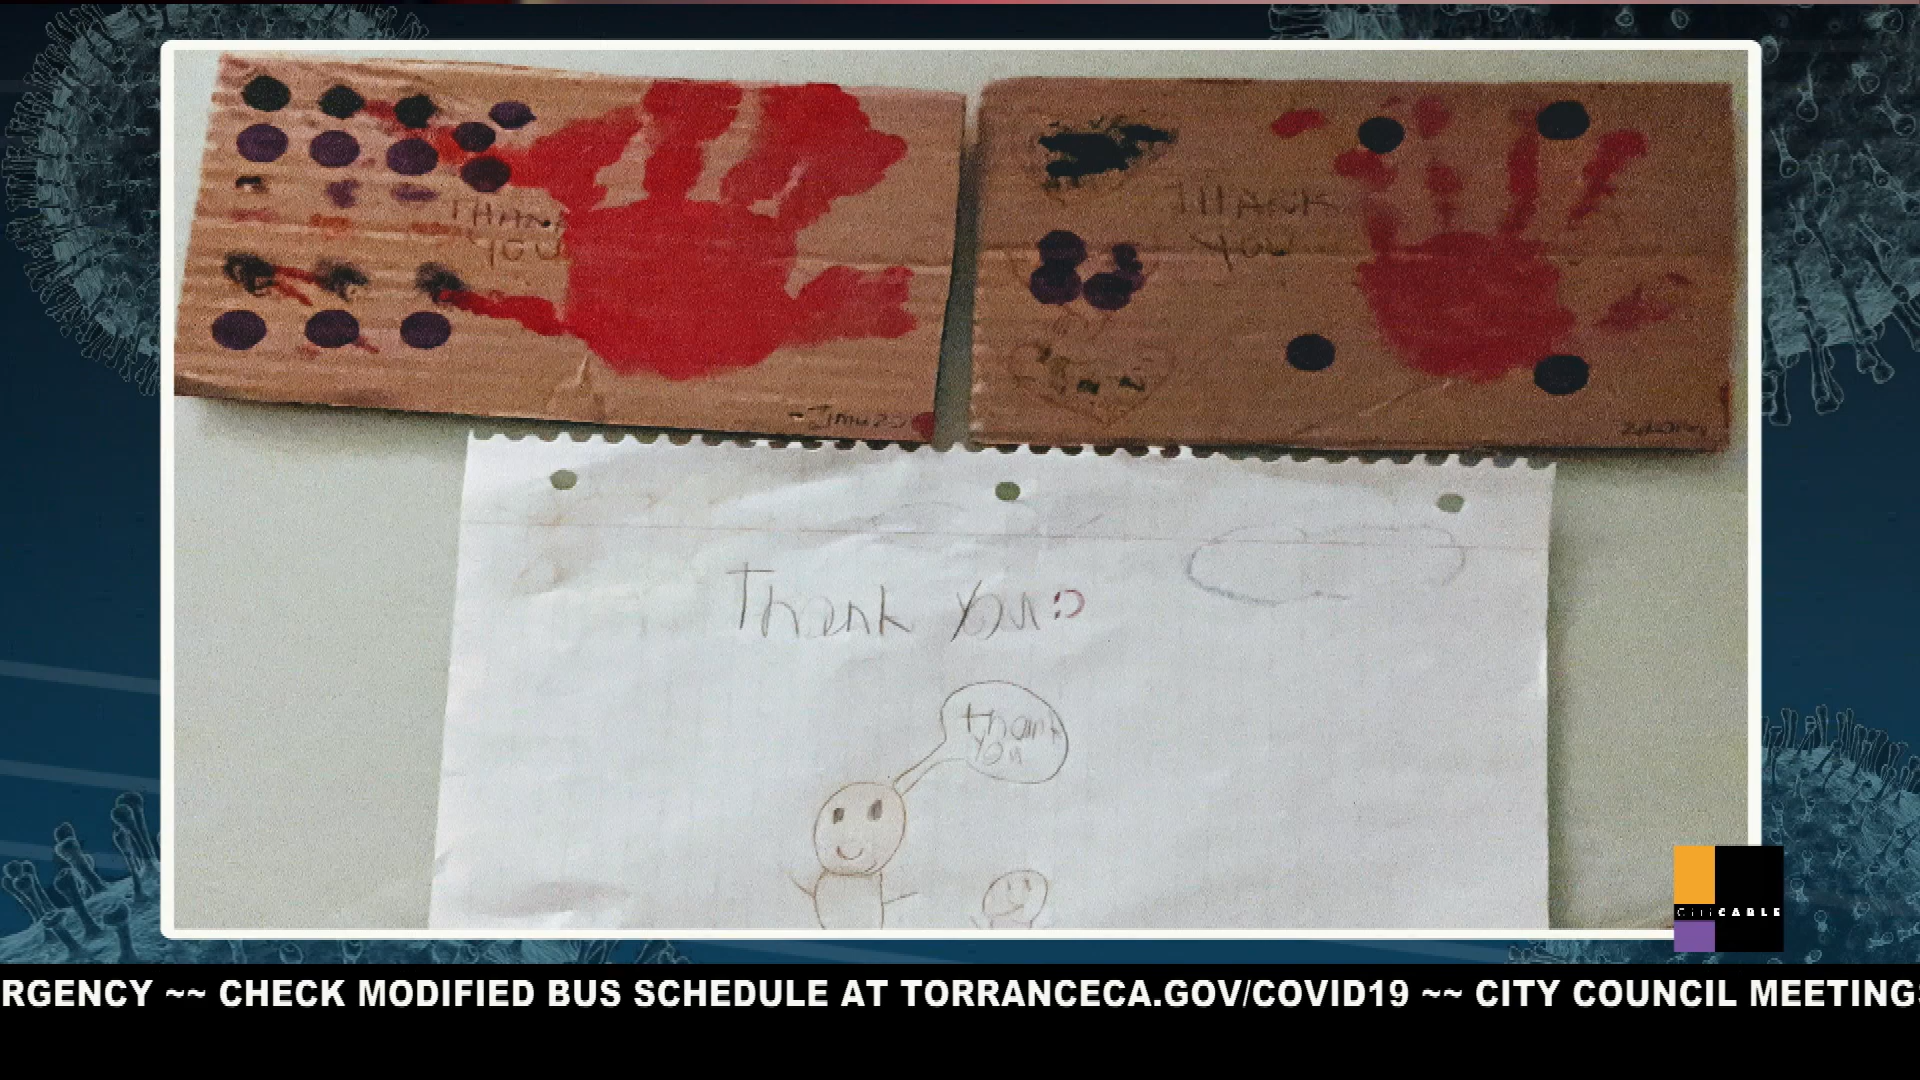 THANK
YOU
THANK
YOU
Thank You :)
Thank
You
CITICABLE
RGENCY ~~ CHECK MODIFIED BUS SCHEDULE AT TORRANCECA.GOV/COVID19 ~~ CITY COUNCIL MEETINGS